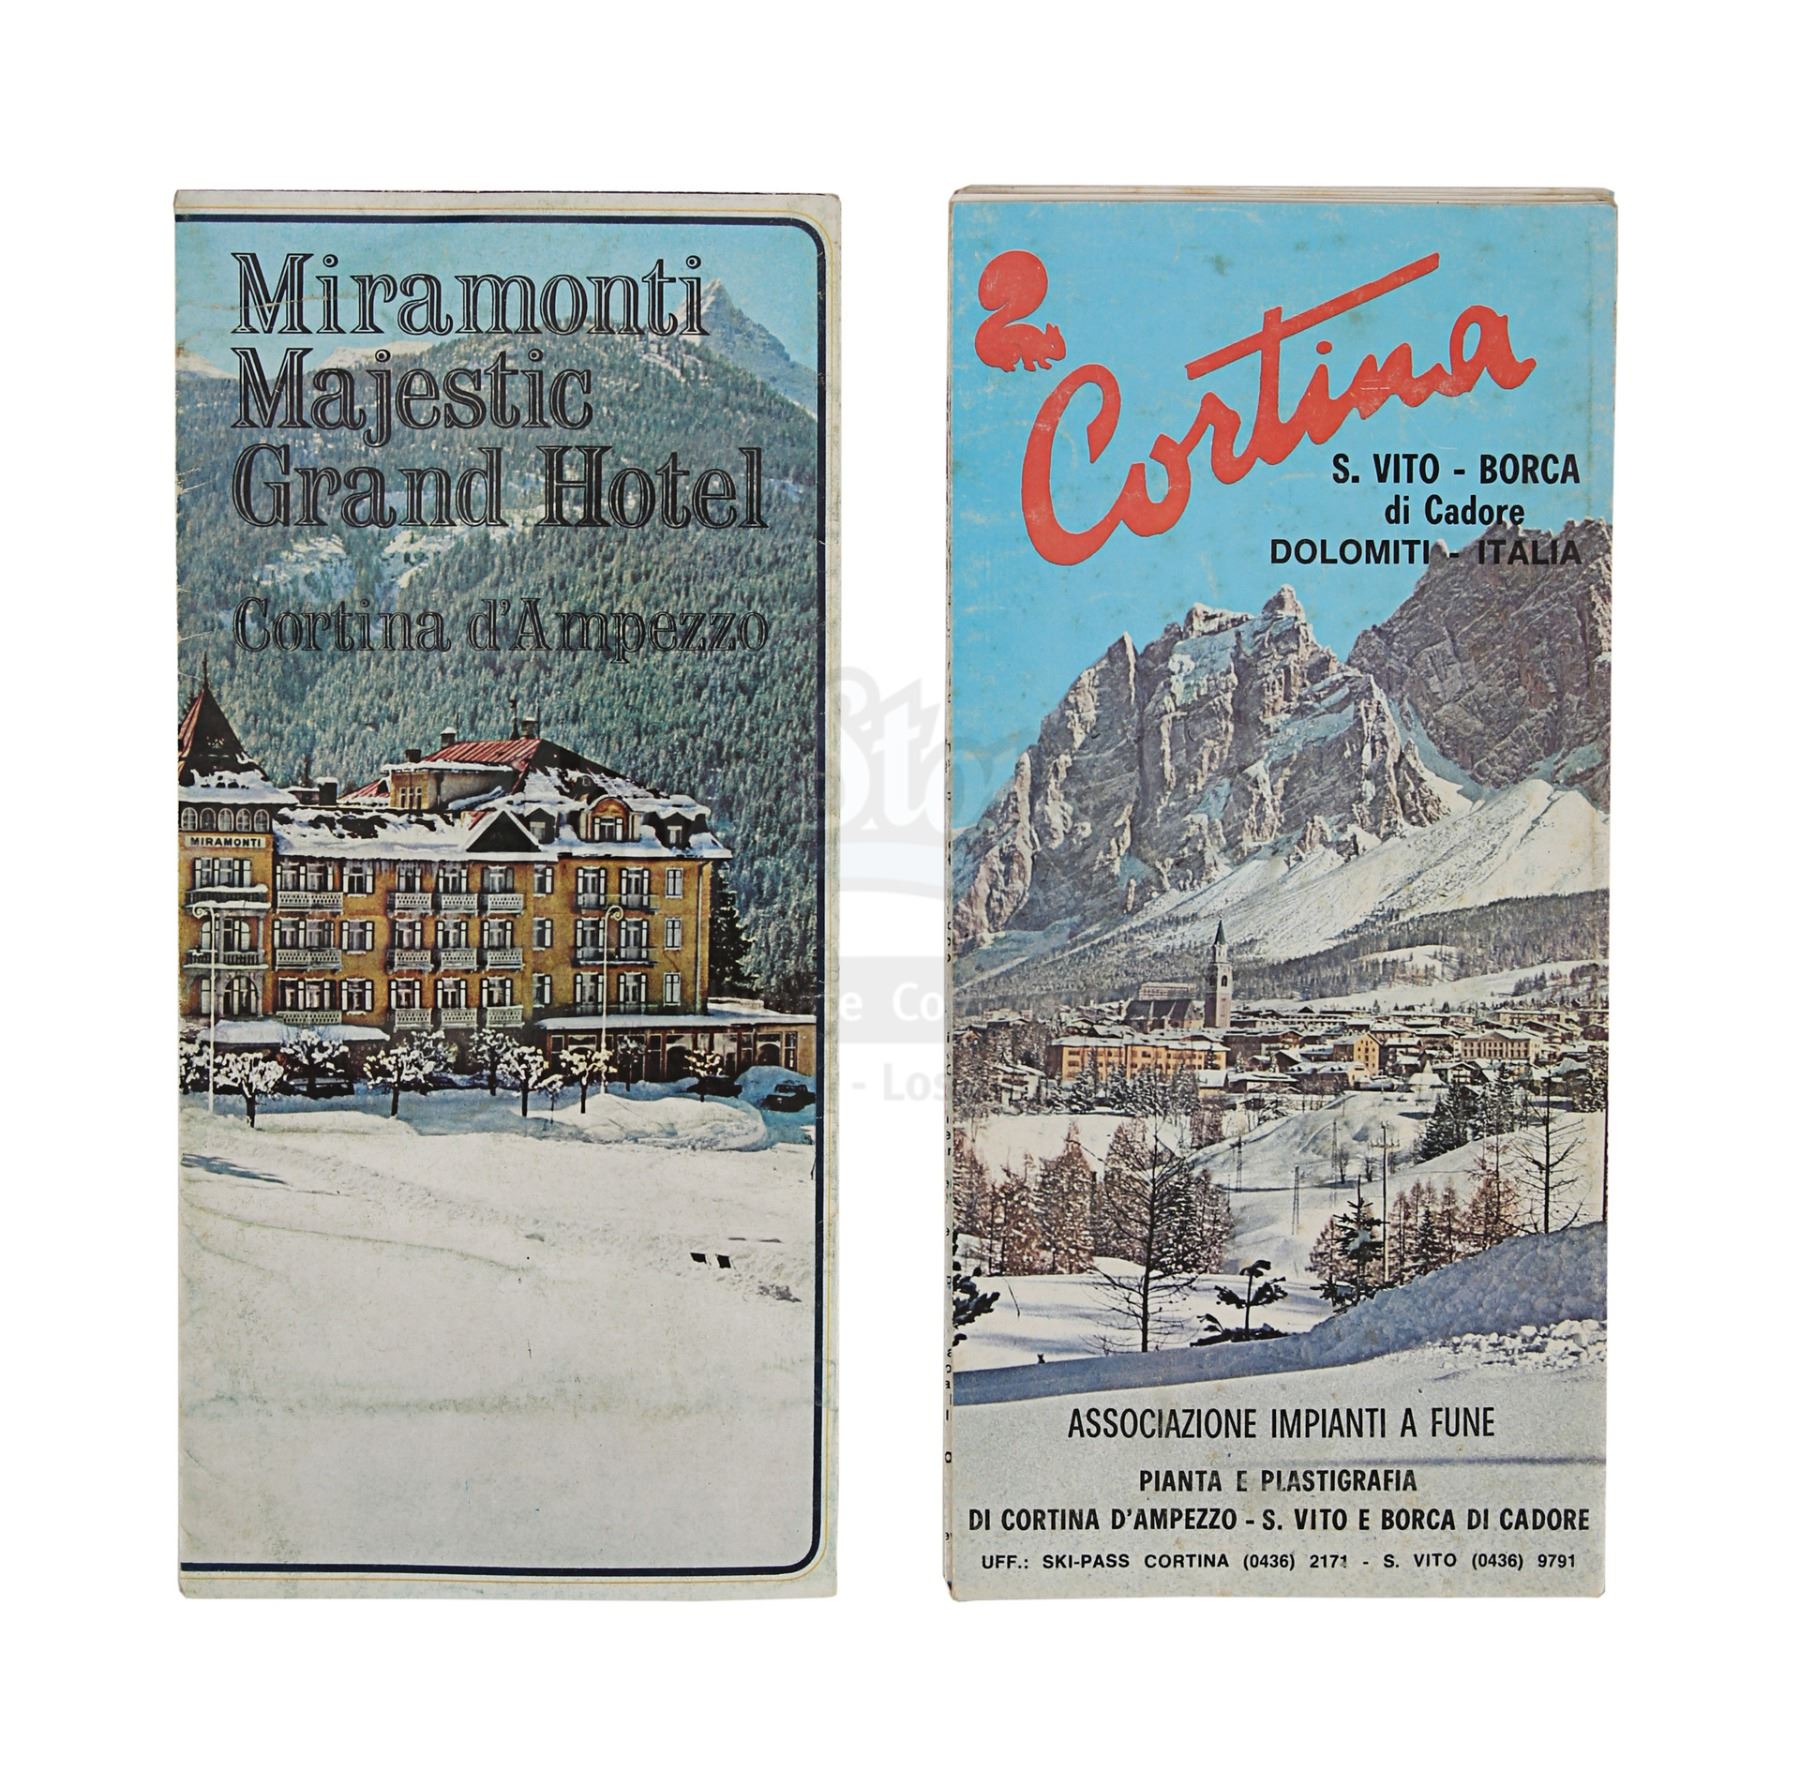 Miramonti
Majestic
Grand Hotel
Cortina d'Ampezzo
MIRAMONTI
Cortina
S. VITO - BORCA
di Cadore
DOLOMITI - ITALIA
ASSOCIAZIONE IMPIANTI A FUNE
PIANTA E PLASTIGRAFIA
DI CORTINA D'AMPEZZO - S. VITO E BORCA DI CADORE
UFF.: SKI-PASS CORTINA (0436) 2171 - S. VITO (0436) 9791